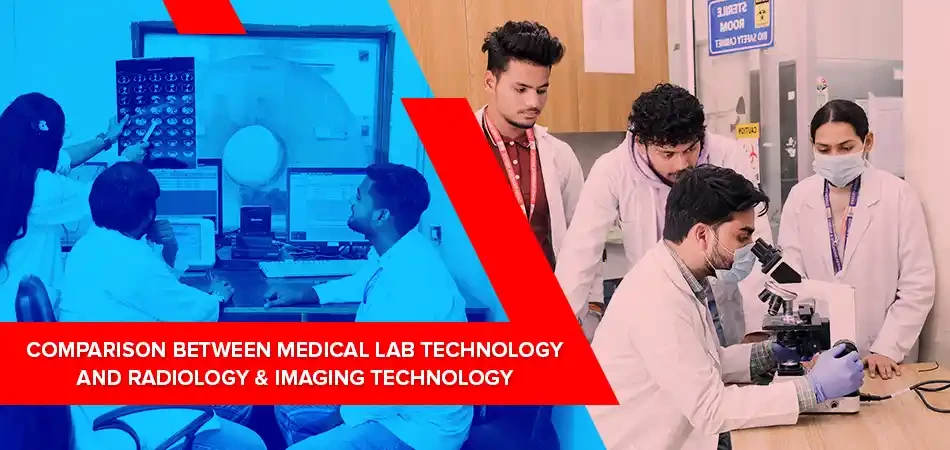 STERILE
ROOM
BIO SAFETY CABINET
CAUTION
COMPARISON BETWEEN MEDICAL LAB TECHNOLOGY
AND RADIOLOGY & IMAGING TECHNOLOGY